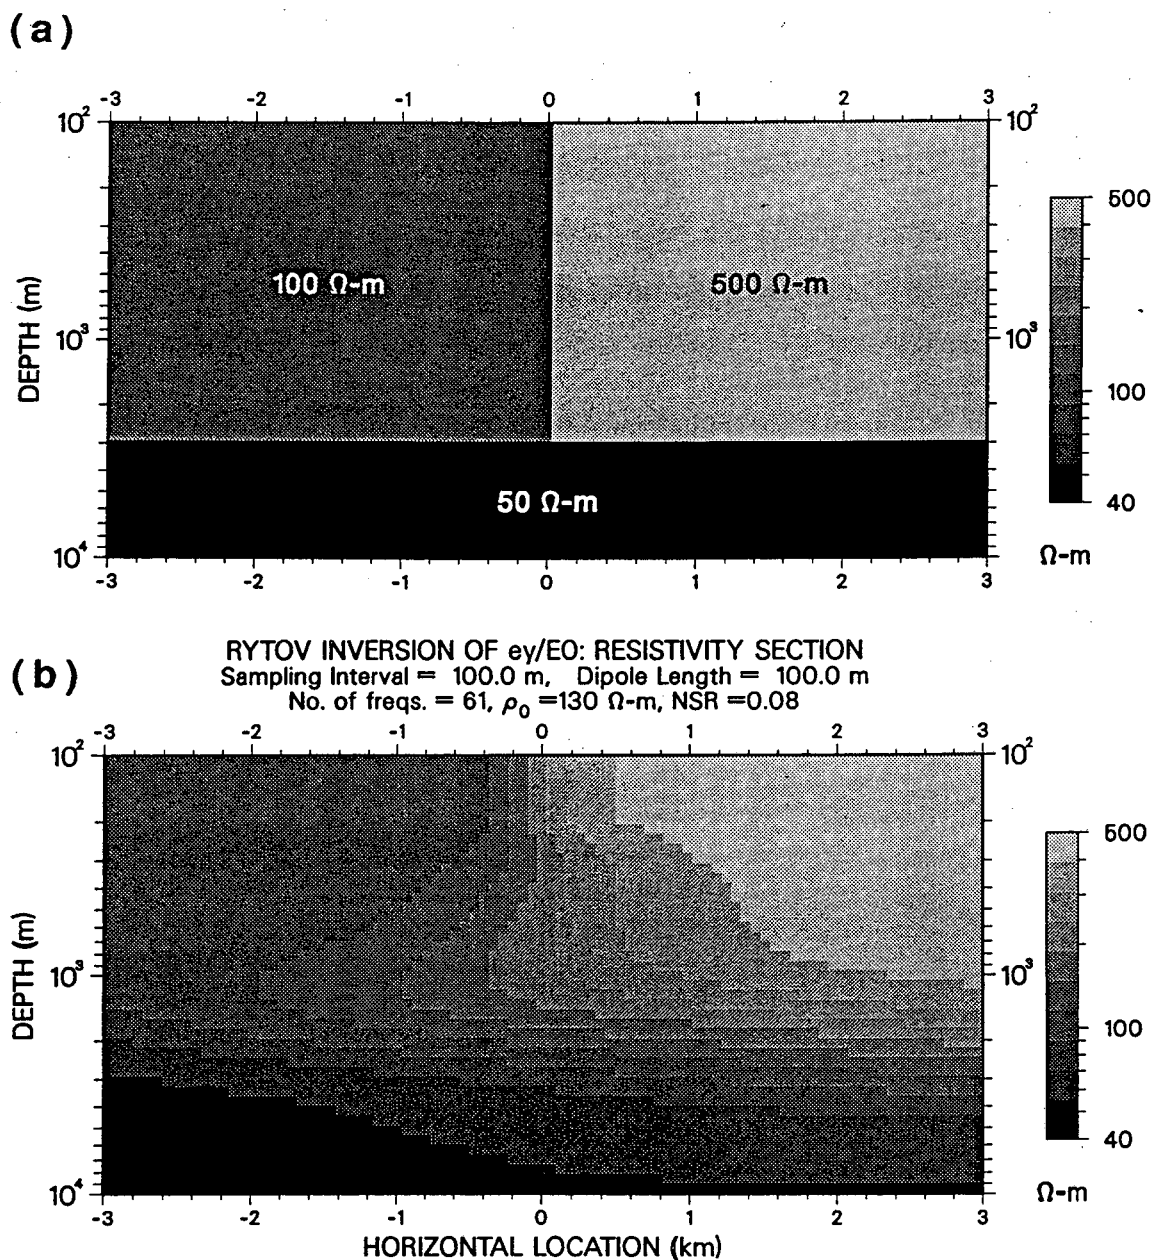 (a)
-3 -2 -1 0 1 2 3
10² 10²
500
100 Ω-m 500 Ω-m
DEPTH (m)
10³ 10³
100
50 Ω-m
40
10⁴ 10⁴
Ω-m
-3 -2 -1 0 1 2 3
(b)
RYTOV INVERSION OF ey/E0: RESISTIVITY SECTION
Sampling Interval = 100.0 m, Dipole Length = 100.0 m
No. of freqs. = 61, ρ₀ =130 Ω-m, NSR =0.08
-3 -2 -1 0 1 2 3
10² 10²
500
DEPTH (m)
10³ 10³
100
40
10⁴ 10⁴
Ω-m
-3 -2 -1 0 1 2 3
HORIZONTAL LOCATION (km)